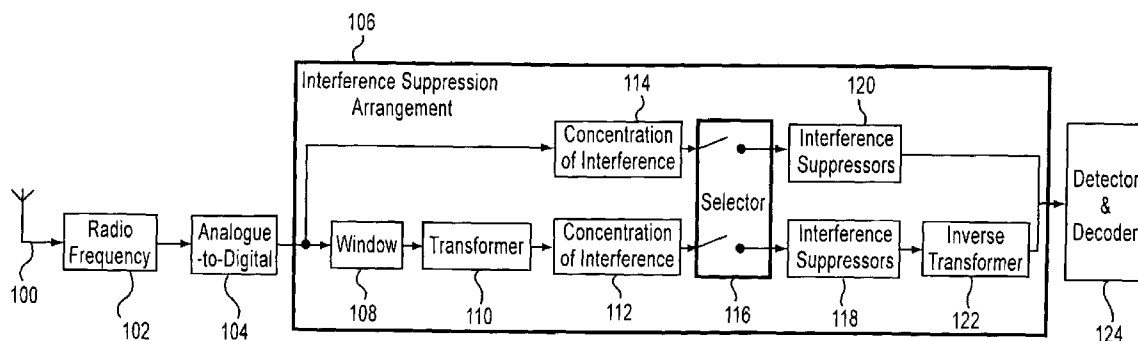 106
Interference Suppression
Arrangement
114
120
Concentration
of Interference
Interference
Suppressors
Selector
Detector
&
Decoder
Radio
Frequency
Analogue
-to-Digital
Window
Transformer
Concentration
of Interference
Interference
Suppressors
Inverse
Transformer
100
102
104
108
110
112
116
118
122
124